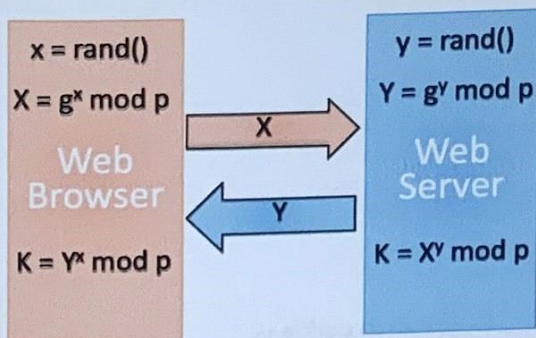 x = rand()
X = gˣ mod p
Web
Browser
K = Yˣ mod p
X
Y
y = rand()
Y = gʸ mod p
Web
Server
K = Xʸ mod p